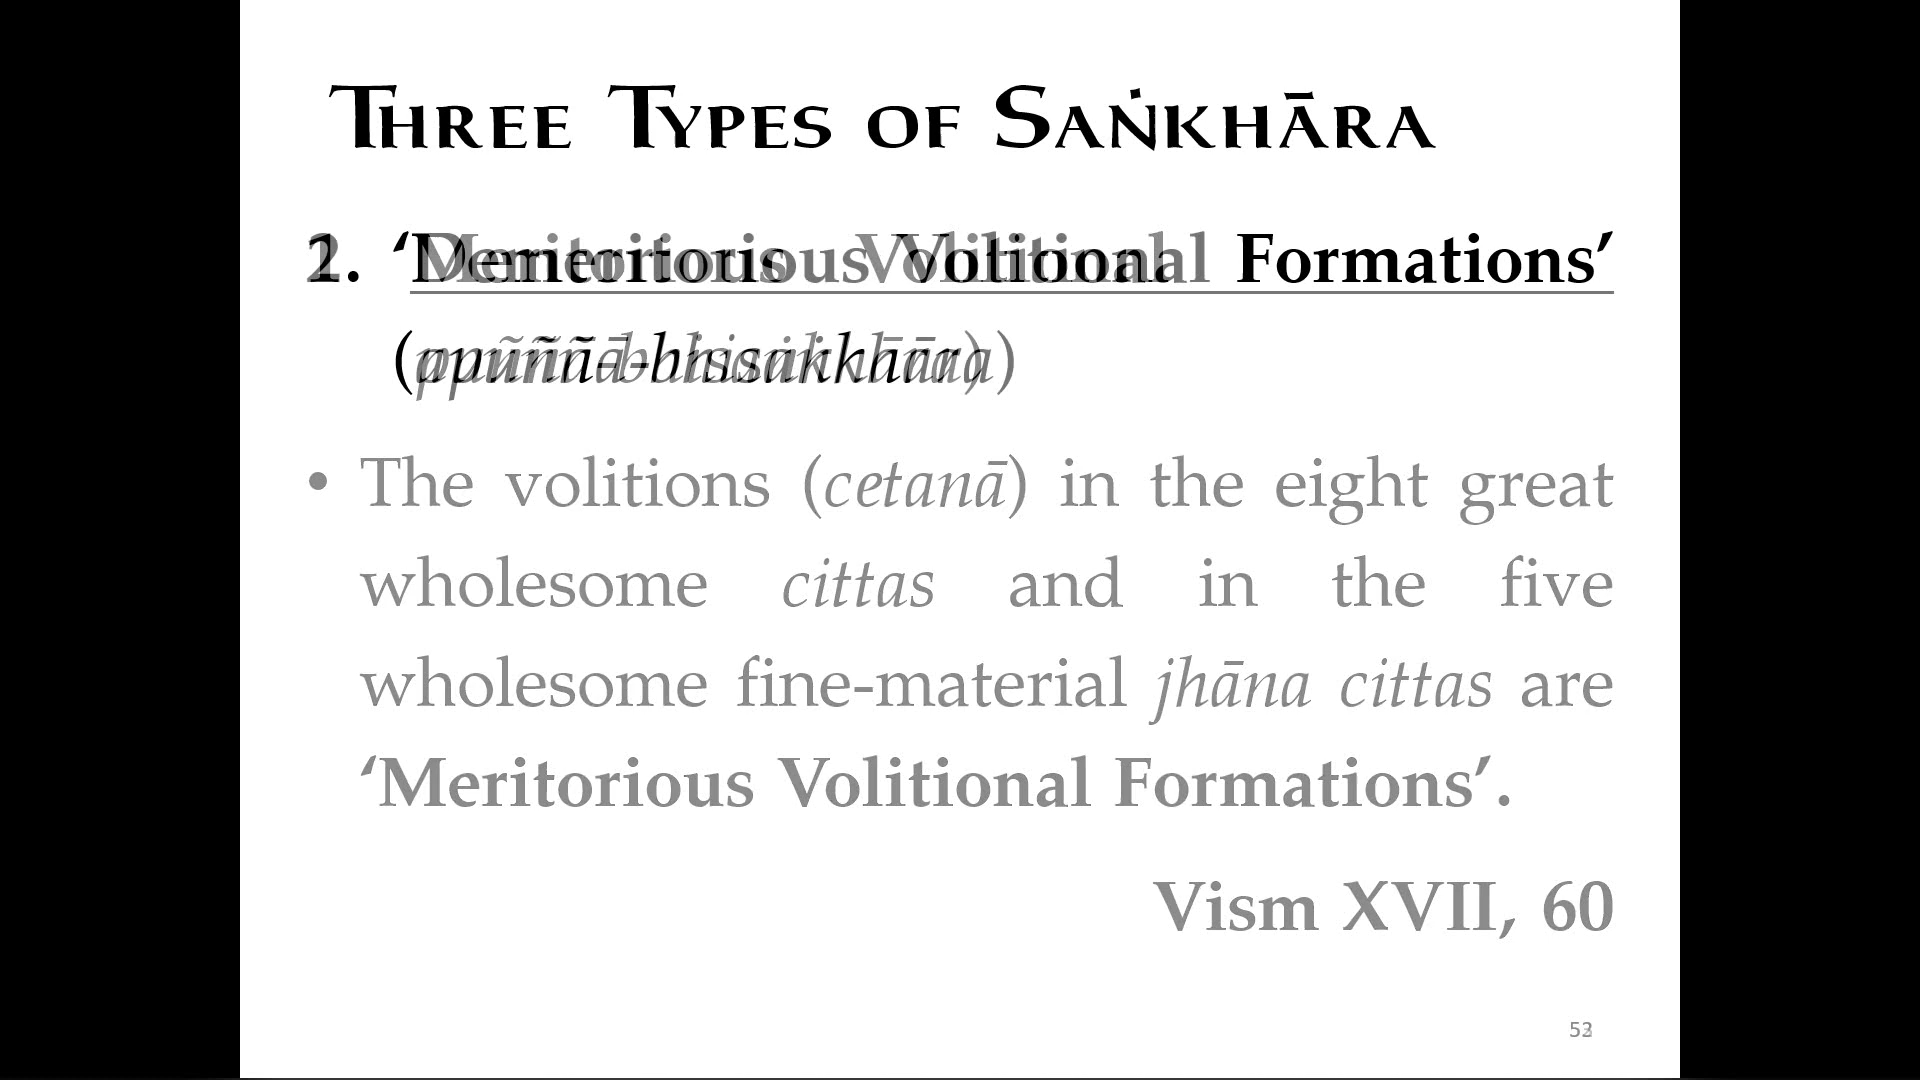 Three Types of Saṅkhāra
Formations’
• The volitions (cetanā) in the eight great
wholesome cittas and in the five
wholesome fine-material jhāna cittas are
‘Meritorious Volitional Formations’.
Vism XVII, 60